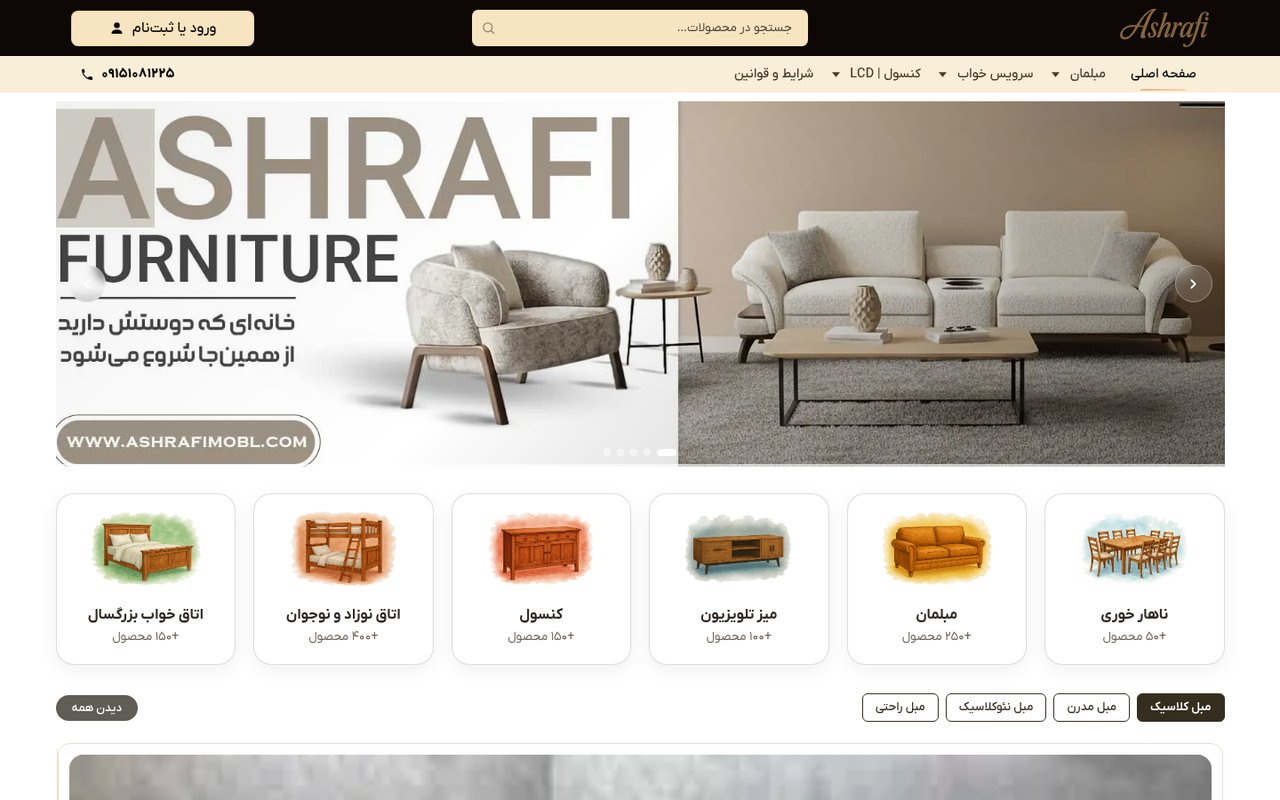 Ashrafi
جستجو در محصولات...
ورود یا ثبت‌نام
صفحه اصلی
مبلمان
سرویس خواب
کنسول | LCD
شرایط و قوانین
۰۹۱۵۱۰۸۱۲۲۵
ASHRAFI
FURNITURE
خانه‌ای که دوستش دارید
از همین‌جا شروع می‌شود
WWW.ASHRAFIMOBL.COM
ناهار خوری
+۵۰ محصول
مبلمان
+۲۵۰ محصول
میز تلویزیون
+۱۰۰ محصول
کنسول
+۱۵۰ محصول
اتاق نوزاد و نوجوان
+۴۰۰ محصول
اتاق خواب بزرگسال
+۱۵۰ محصول
مبل کلاسیک
مبل مدرن
مبل نئوکلاسیک
مبل راحتی
دیدن همه